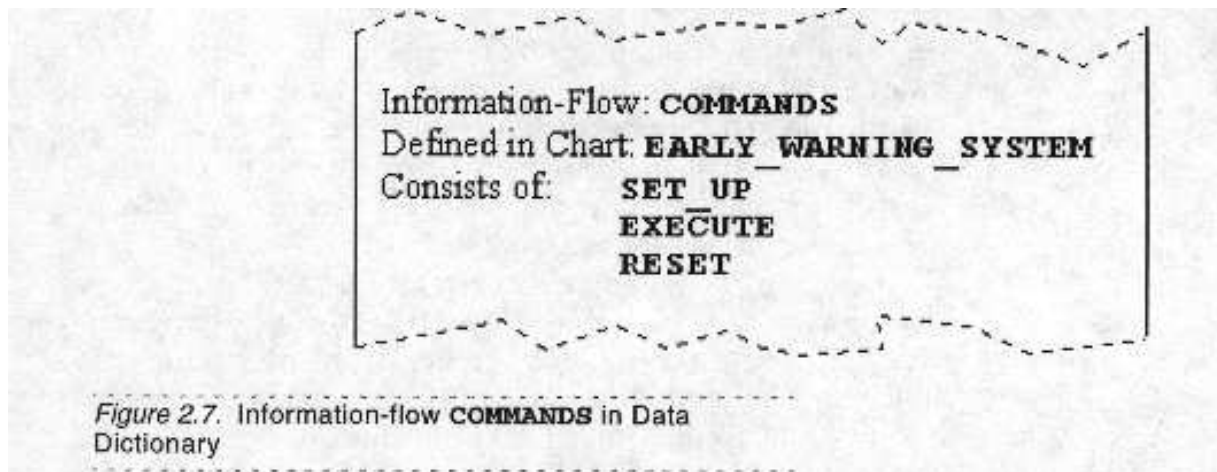 Information-Flow: COMMANDS
Defined in Chart: EARLY_WARNING_SYSTEM
Consists of: SET_UP
EXECUTE
RESET
Figure 2.7. Information-flow COMMANDS in Data
Dictionary